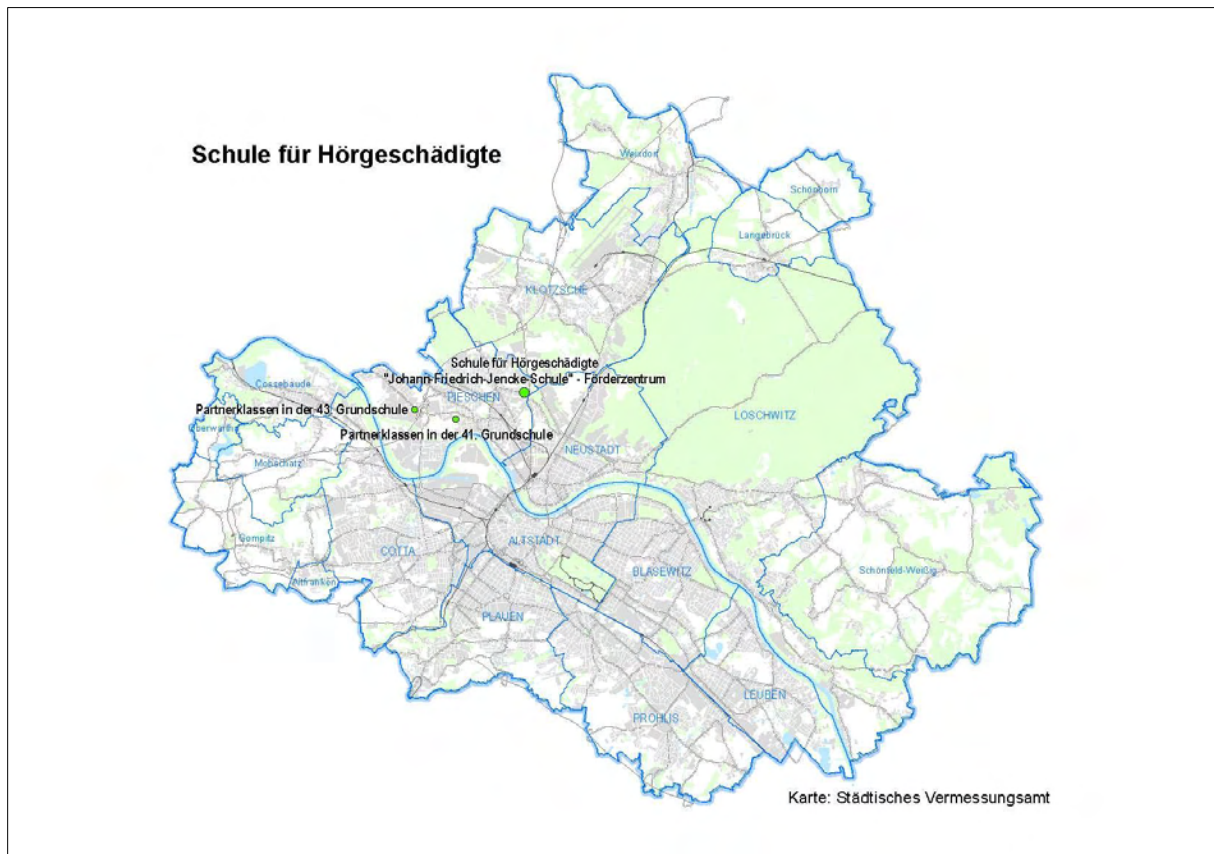 Schule für Hörgeschädigte
Weixdorf
Schönborn
Langebrück
KLOTZSCHE
Schule für Hörgeschädigte
"Johann-Friedrich-Jencke-Schule" - Förderzentrum
Cossebaude
PIESCHEN
Partnerklassen in der 43. Grundschule
LOSCHWITZ
Oberwartha
Partnerklassen in der 41. Grundschule
NEUSTADT
Mobschatz
Gompitz
COTTA
ALTSTADT
BLASEWITZ
Schönfeld-Weißig
Altfranken
PLAUEN
LEUBEN
PROHLIS
Karte: Städtisches Vermessungsamt